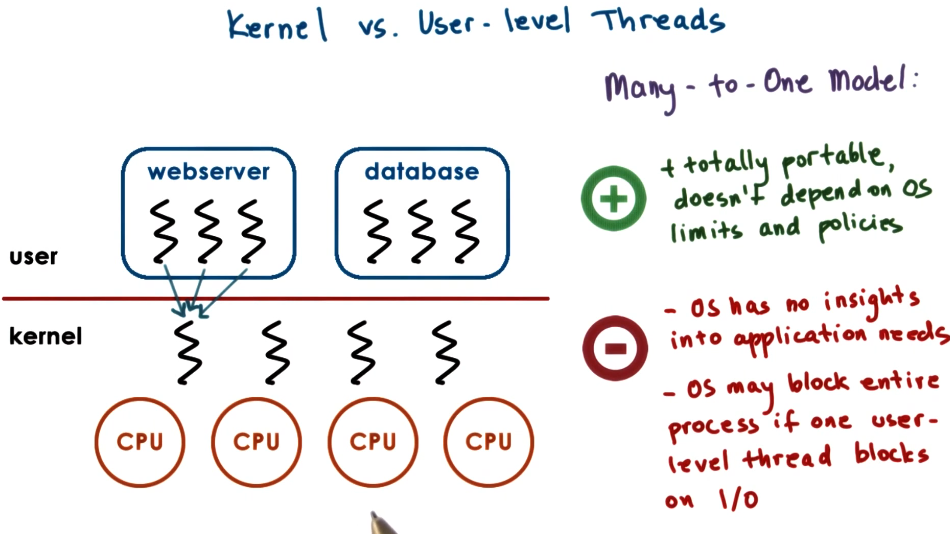 Kernel vs. User-level Threads
Many-to-One Model:
webserver
database
user
kernel
CPU
CPU
CPU
CPU
+ totally portable,
doesn't depend on OS
limits and policies
- OS has no insights
into application needs
- OS may block entire
process if one user-
level thread blocks
on I/O